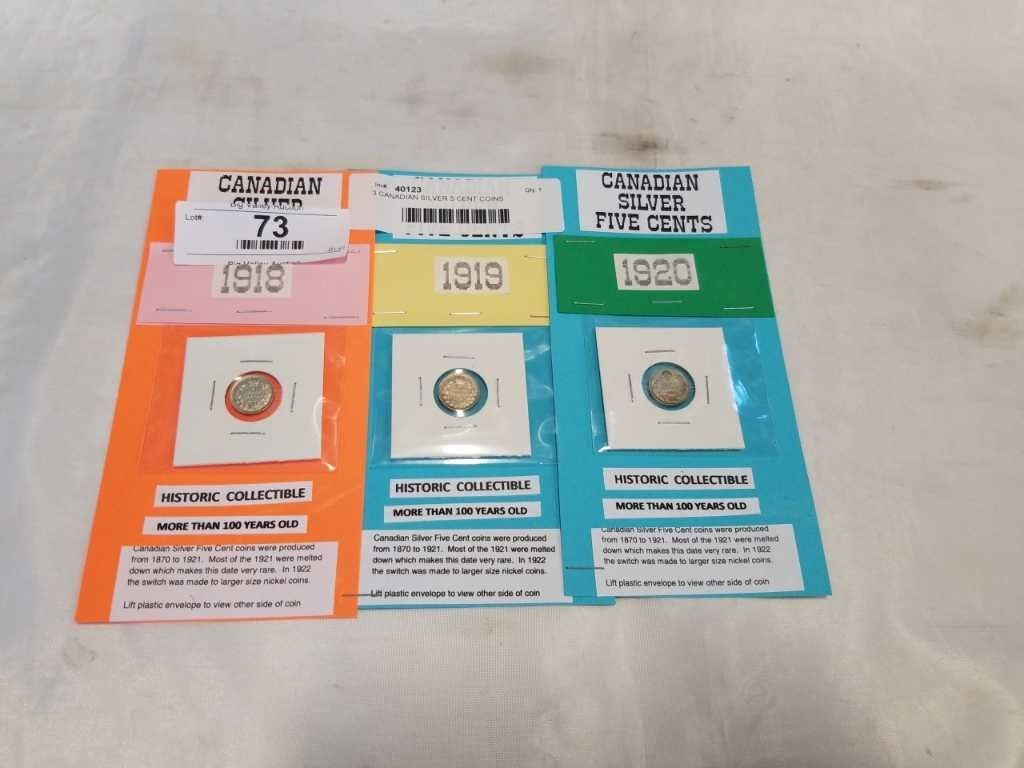 CANADIAN
SILVER
Big Valley Auction
Lot#:
73
1918
HISTORIC COLLECTIBLE
MORE THAN 100 YEARS OLD
Canadian Silver Five Cent coins were produced
from 1870 to 1921. Most of the 1921 were melted
down which makes this date very rare. In 1922
the switch was made to larger size nickel coins.
Lift plastic envelope to view other side of coin
40123
3 CANADIAN SILVER 5 CENT COINS
FIVE CENTS
1919
HISTORIC COLLECTIBLE
MORE THAN 100 YEARS OLD
Canadian Silver Five Cent coins were produced
from 1870 to 1921. Most of the 1921 were melted
down which makes this date very rare. In 1922
the switch was made to larger size nickel coins.
Lift plastic envelope to view other side of coin
CANADIAN
SILVER
FIVE CENTS
1920
HISTORIC COLLECTIBLE
MORE THAN 100 YEARS OLD
Canadian Silver Five Cent coins were produced
from 1870 to 1921. Most of the 1921 were melted
down which makes this date very rare. In 1922
the switch was made to larger size nickel coins.
Lift plastic envelope to view other side of coin